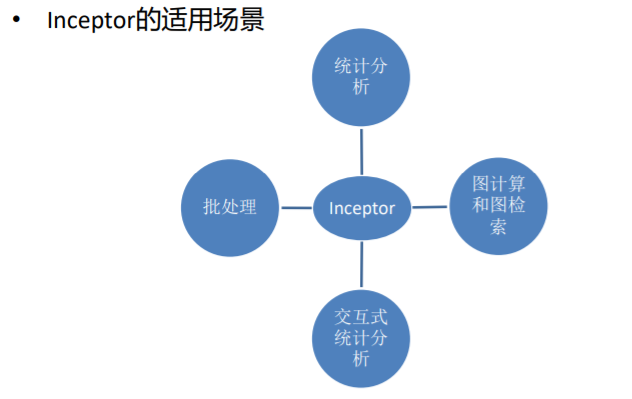 • Inceptor的适用场景
统计分
析
批处理
Inceptor
图计算
和图检
索
交互式
统计分
析